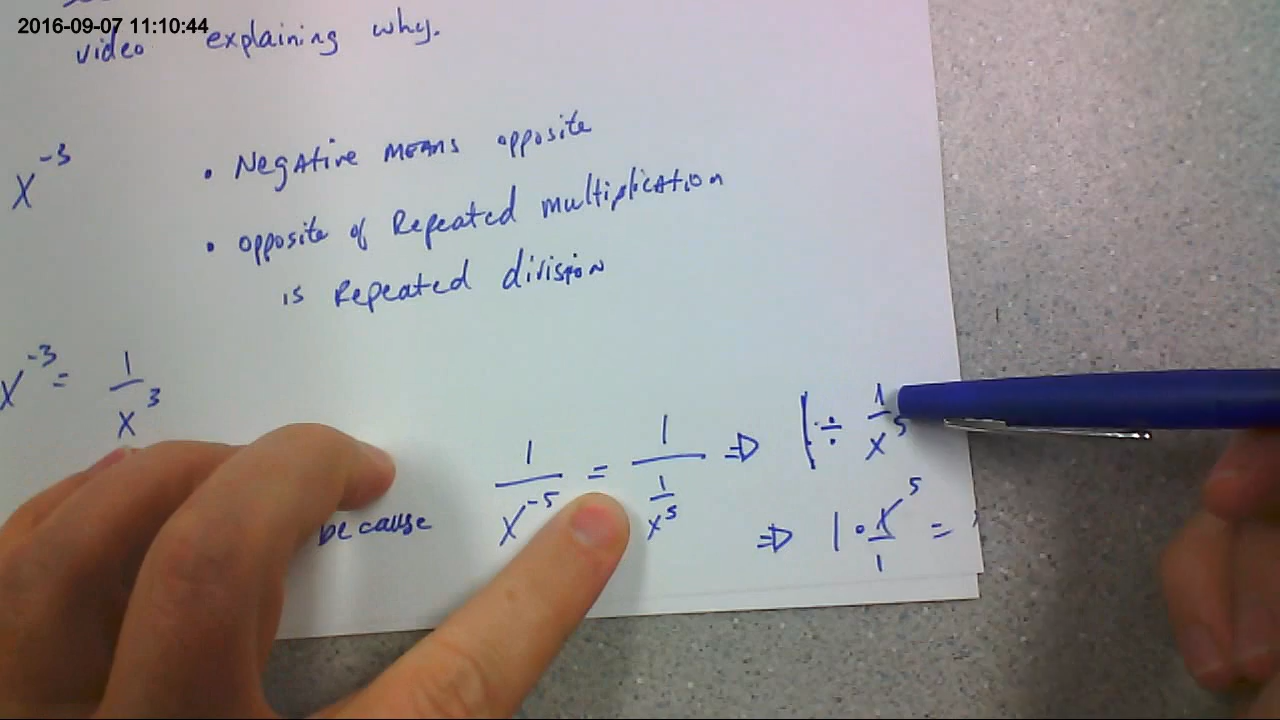 2016-09-07 11:10:44
video explaining why.
x^-3
• Negative means opposite
• opposite of Repeated multiplication
is Repeated division
x^-3 = 1/x^3
because 1/x^-5 = 1/(1/x^5) ⇒ 1 ÷ 1/x^5
⇒ 1 • x^5/1 =